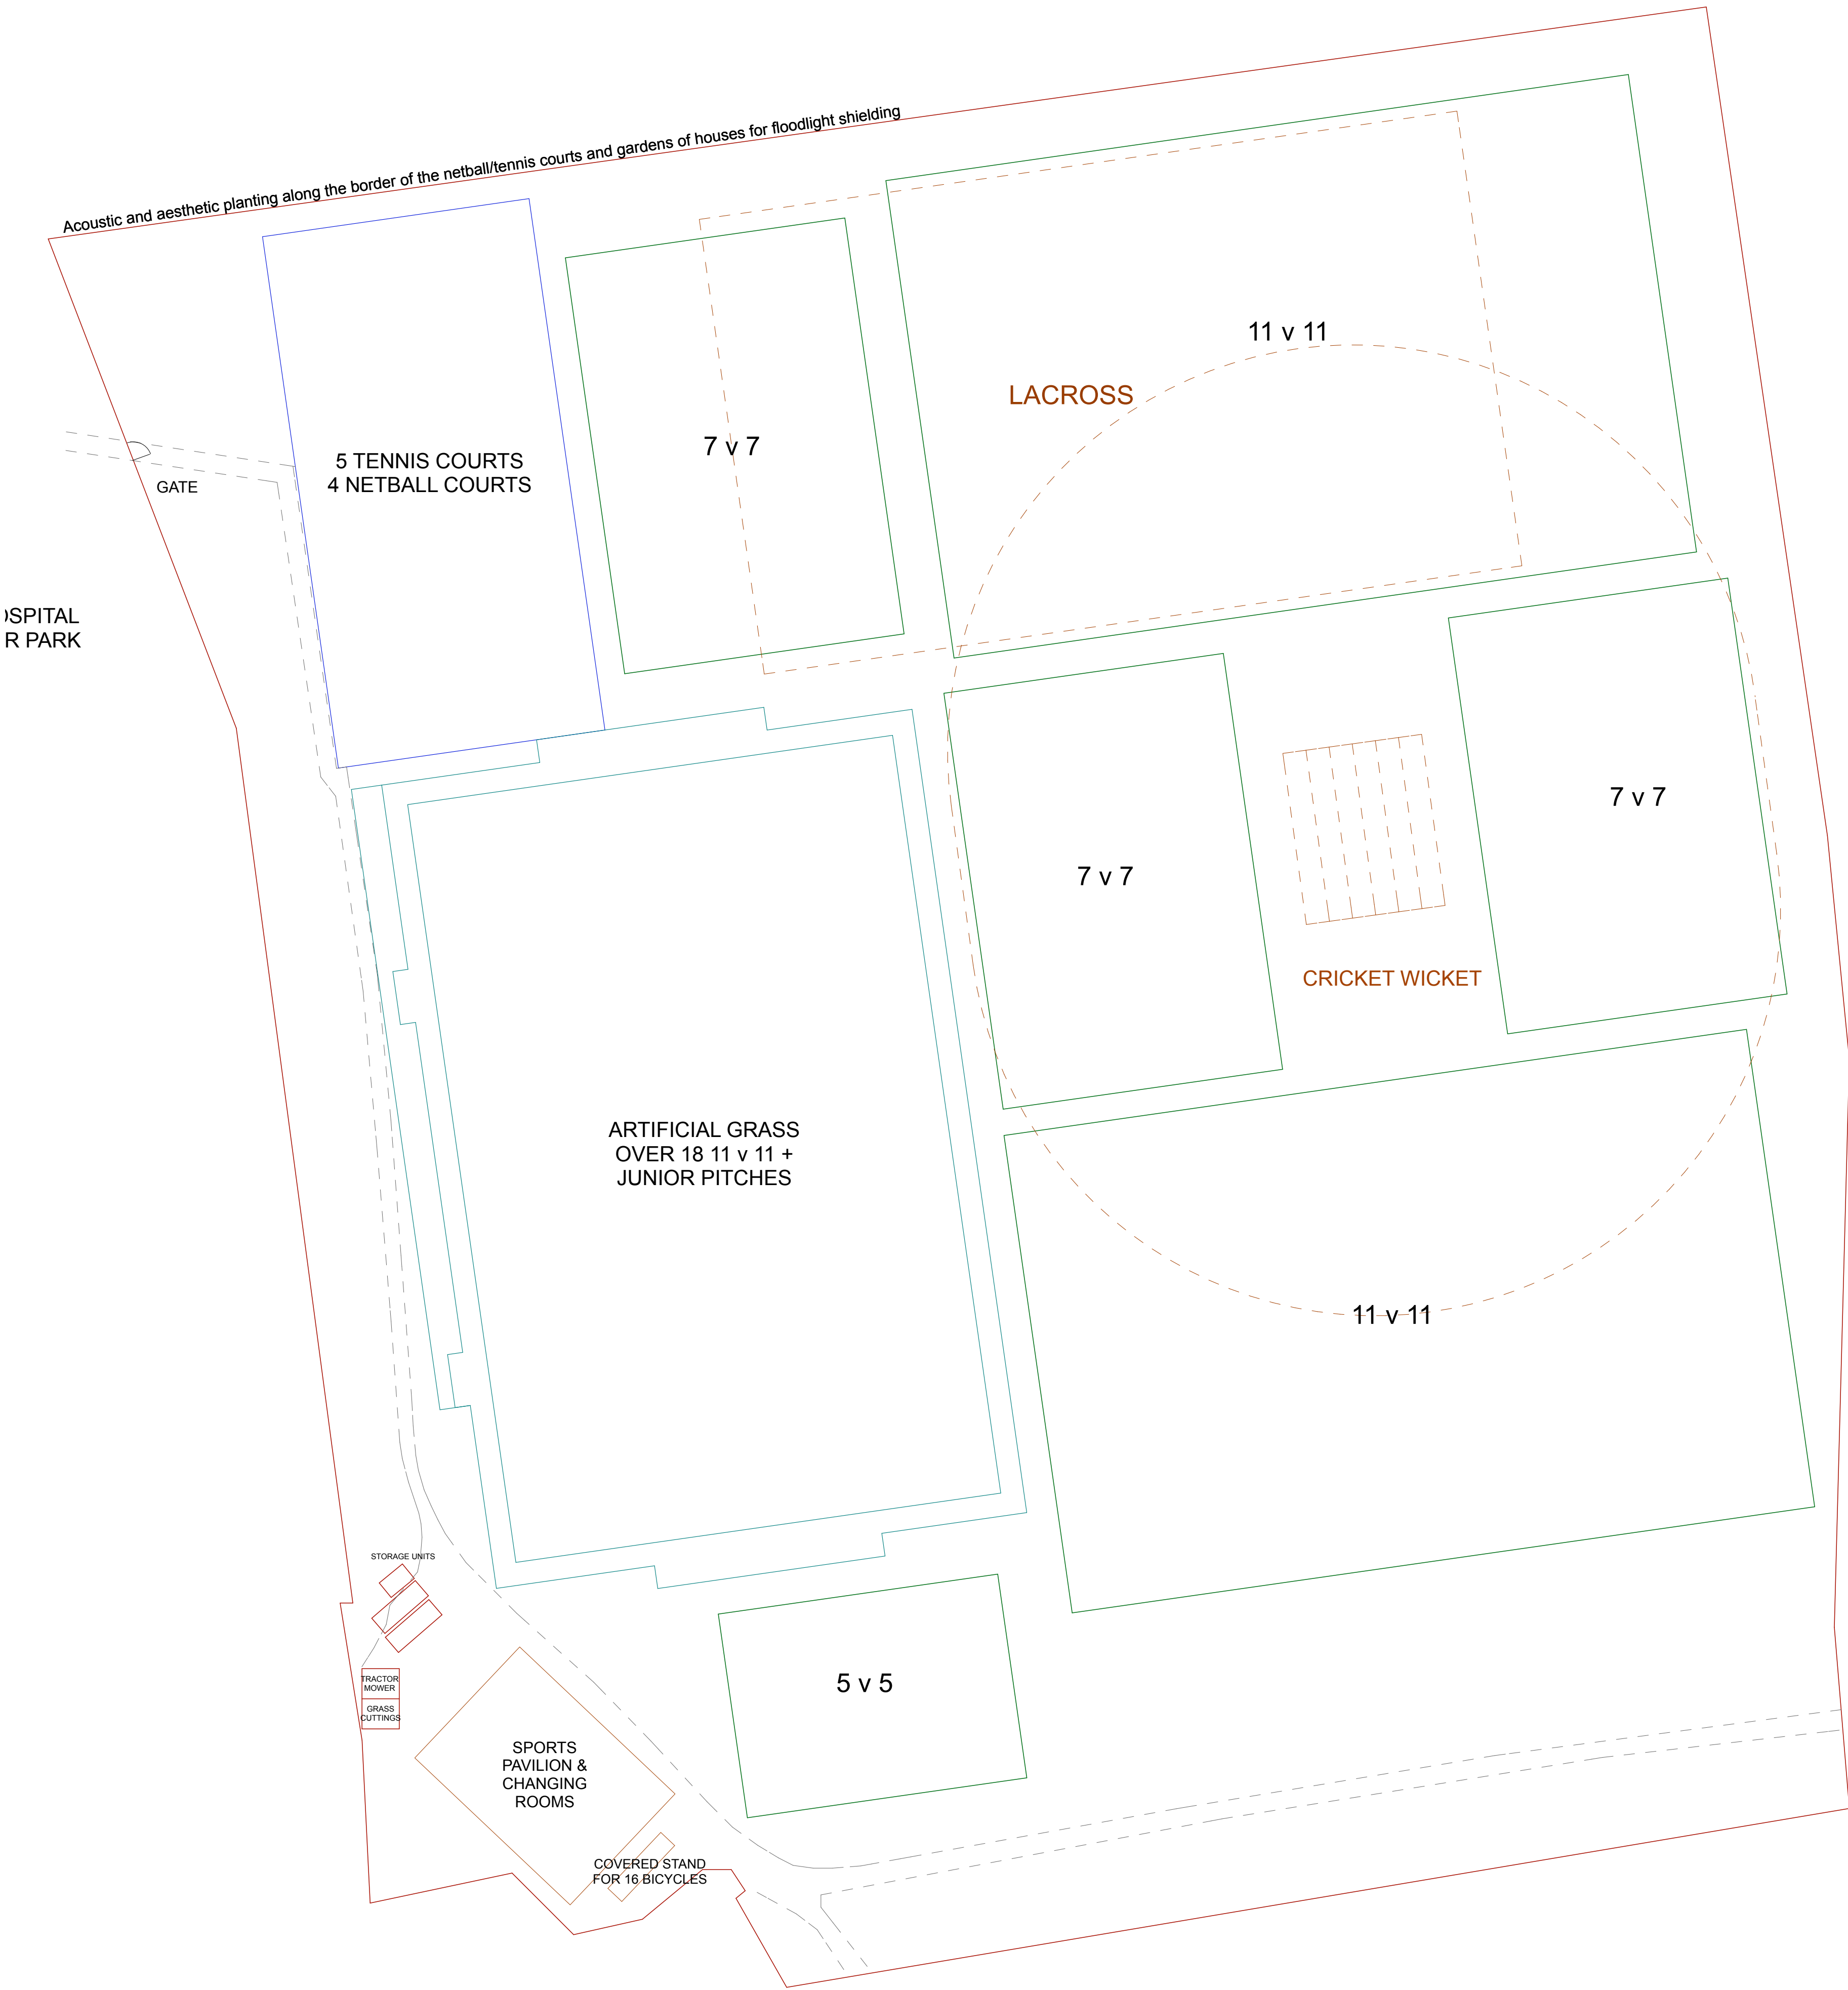 Acoustic and aesthetic planting along the border of the netball/tennis courts and gardens of houses for floodlight shielding
11 v 11
LACROSS
7 v 7
5 TENNIS COURTS
4 NETBALL COURTS
GATE
OSPITAL
R PARK
7 v 7
7 v 7
CRICKET WICKET
ARTIFICIAL GRASS
OVER 18 11 v 11 +
JUNIOR PITCHES
11 v 11
STORAGE UNITS
TRACTOR
MOWER
GRASS
CUTTINGS
5 v 5
SPORTS
PAVILION &
CHANGING
ROOMS
COVERED STAND
FOR 16 BICYCLES